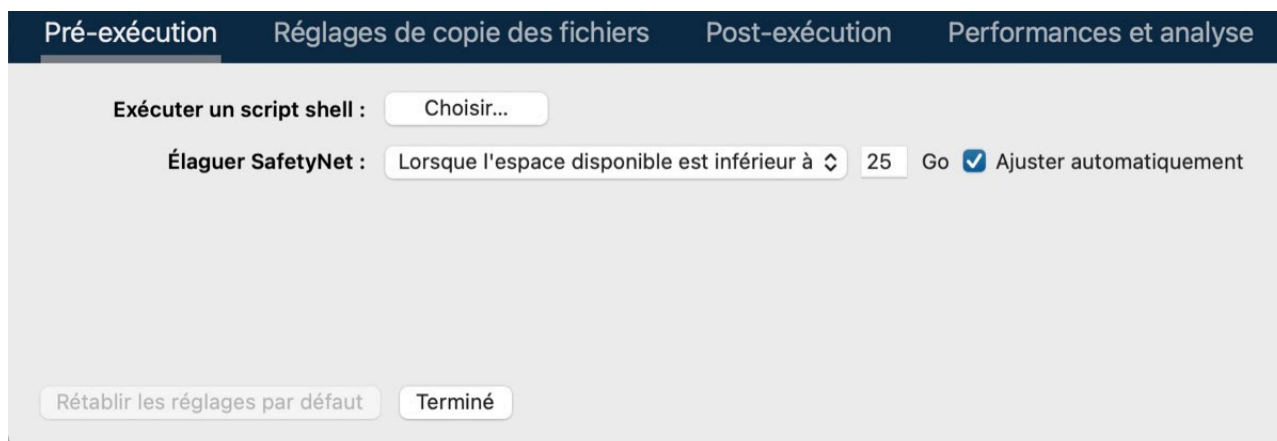 Pré-exécution Réglages de copie des fichiers Post-exécution Performances et analyse
Exécuter un script shell : Choisir...
Élaguer SafetyNet : Lorsque l'espace disponible est inférieur à 25 Go Ajuster automatiquement
Rétablir les réglages par défaut Terminé